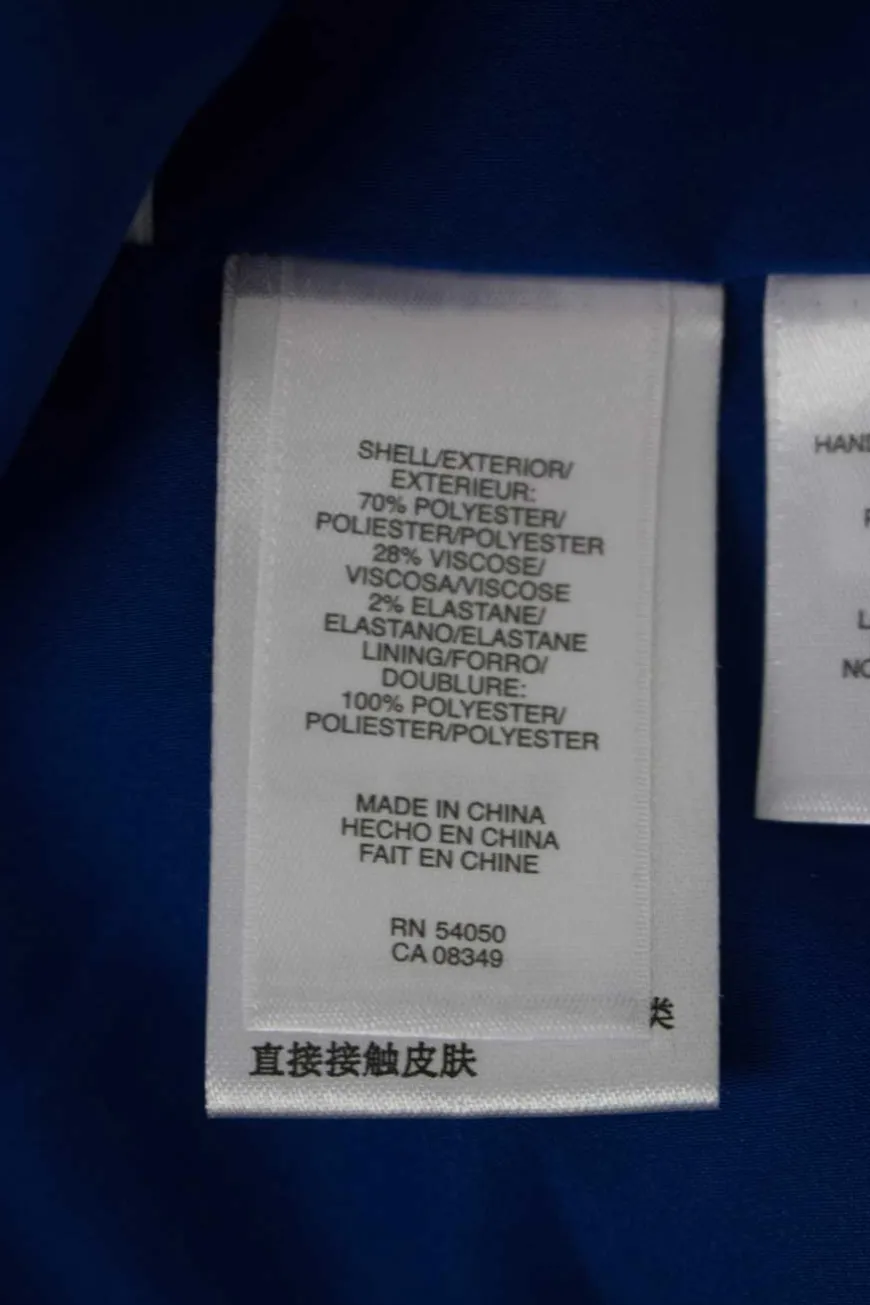 SHELL/EXTERIOR/
EXTERIEUR:
70% POLYESTER/
POLIESTER/POLYESTER
28% VISCOSE/
VISCOSA/VISCOSE
2% ELASTANE/
ELASTANO/ELASTANE
LINING/FORRO/
DOUBLURE:
100% POLYESTER/
POLIESTER/POLYESTER
MADE IN CHINA
HECHO EN CHINA
FAIT EN CHINE
RN 54050
CA 08349
类
直接接触皮肤